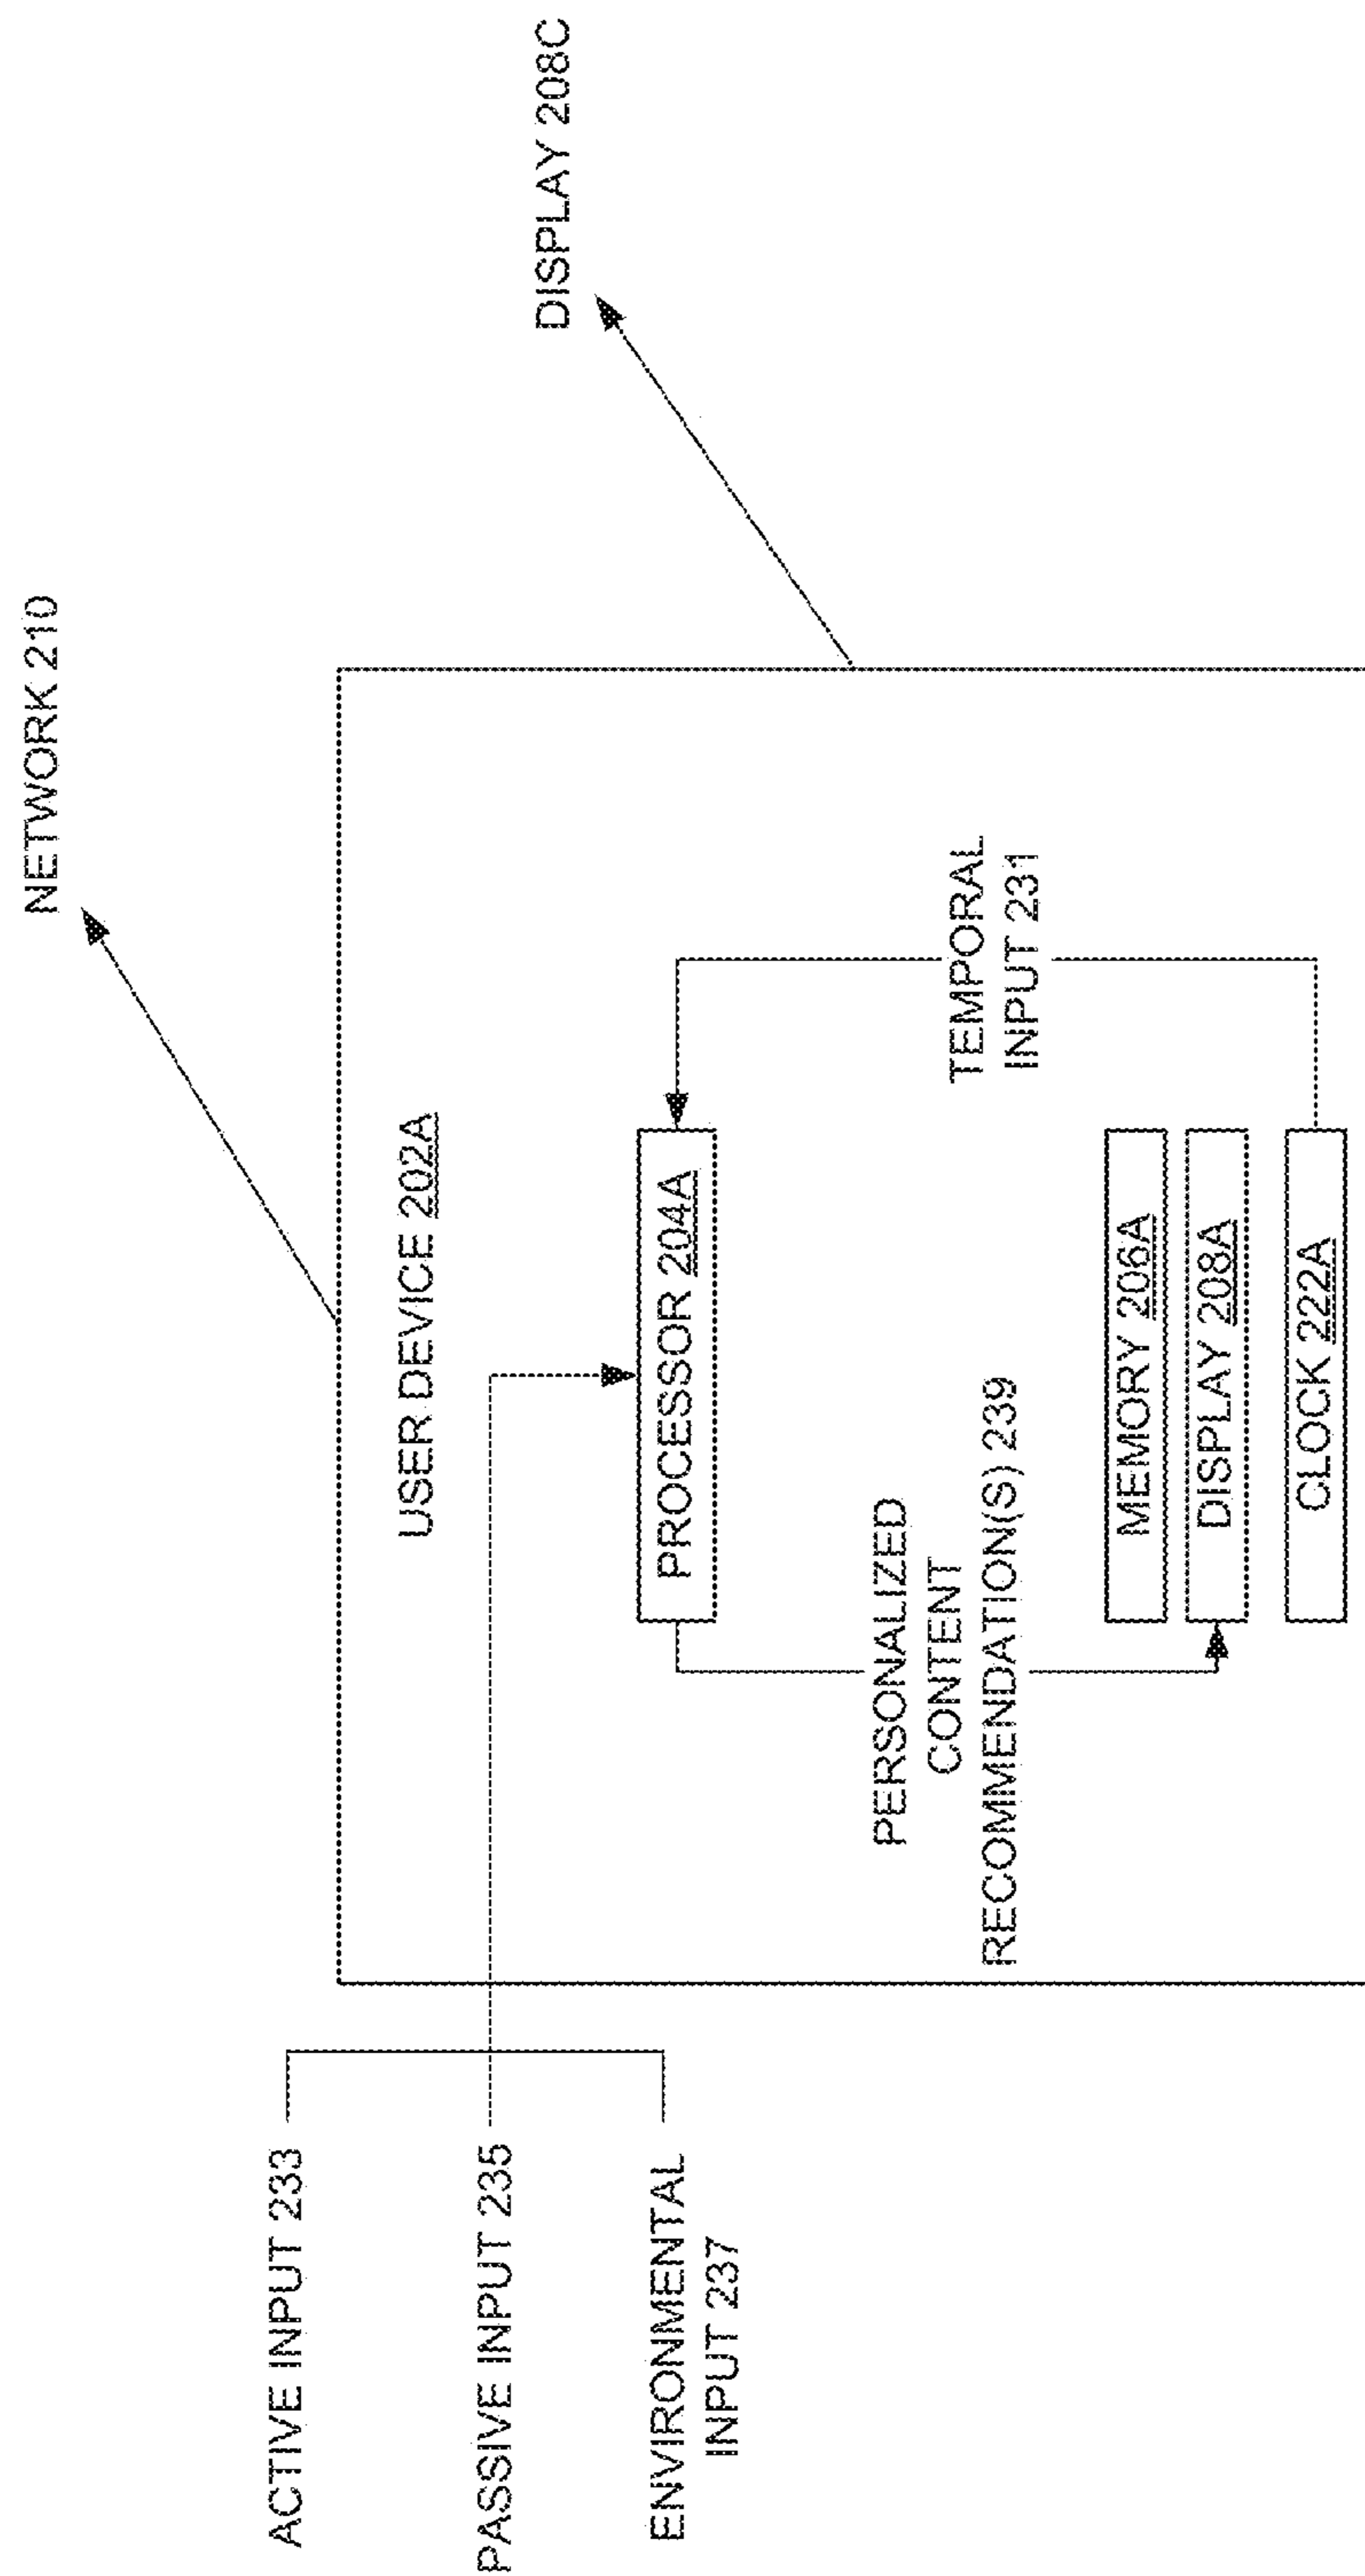 NETWORK 210
DISPLAY 208C
ACTIVE INPUT 233
PASSIVE INPUT 235
ENVIRONMENTAL
INPUT 237
USER DEVICE 202A
PROCESSOR 204A
PERSONALIZED
CONTENT
RECOMMENDATION(S) 239
TEMPORAL
INPUT 231
MEMORY 206A
DISPLAY 208A
CLOCK 222A